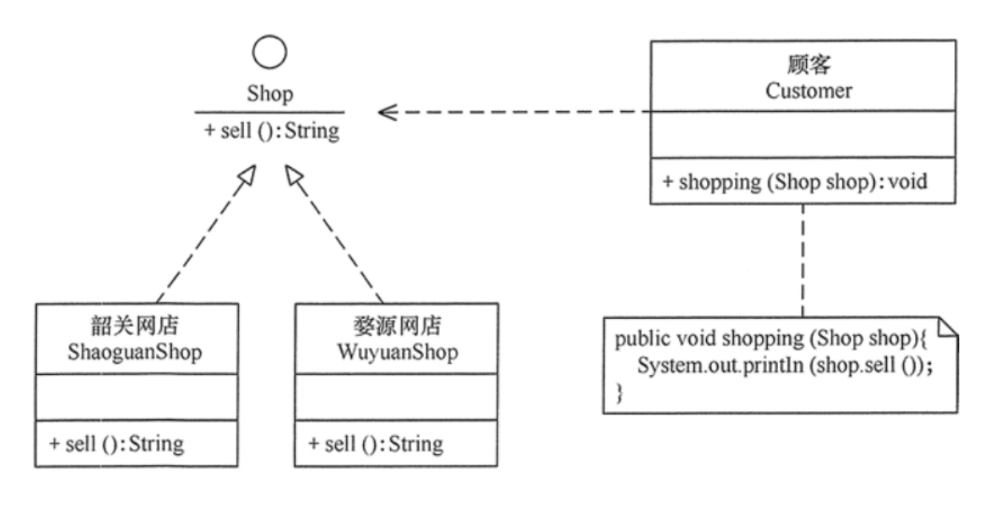 Shop
+ sell ():String
顾客
Customer
+ shopping (Shop shop):void
韶关网店
ShaoguanShop
+ sell ():String
婺源网店
WuyuanShop
+ sell ():String
public void shopping (Shop shop){
System.out.println (shop.sell ());
}